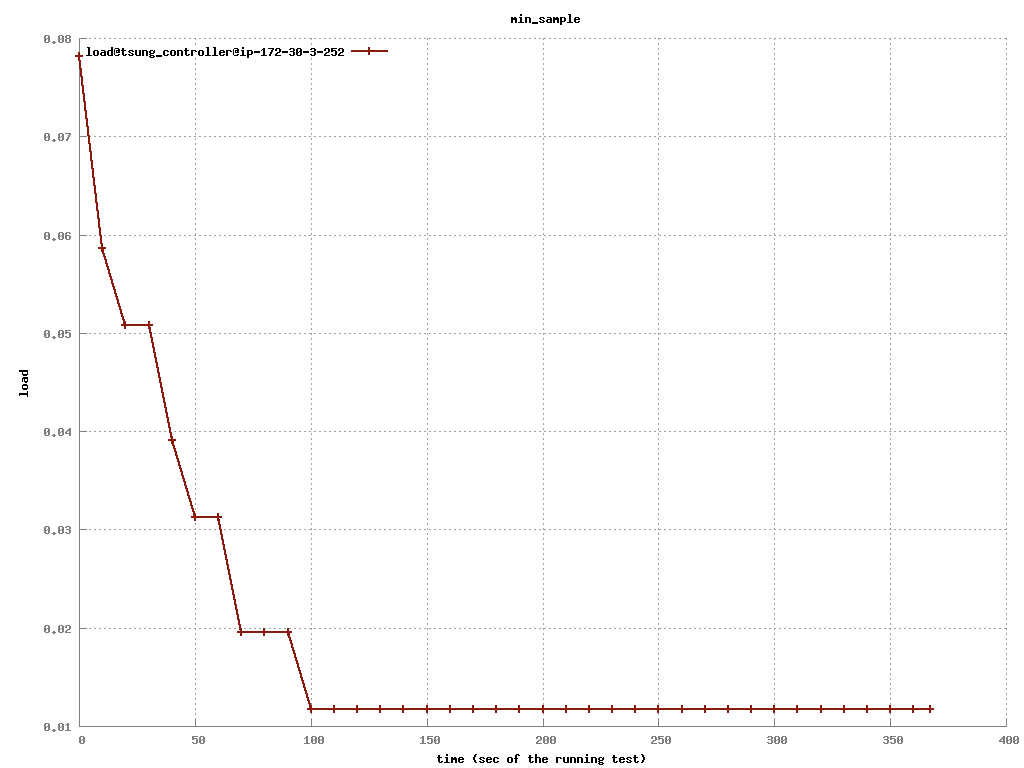 min_sample
load@tsung_controller@ip-172-30-3-252
0.08
0.07
0.06
0.05
0.04
0.03
0.02
0.01
load
0 50 100 150 200 250 300 350 400
time (sec of the running test)